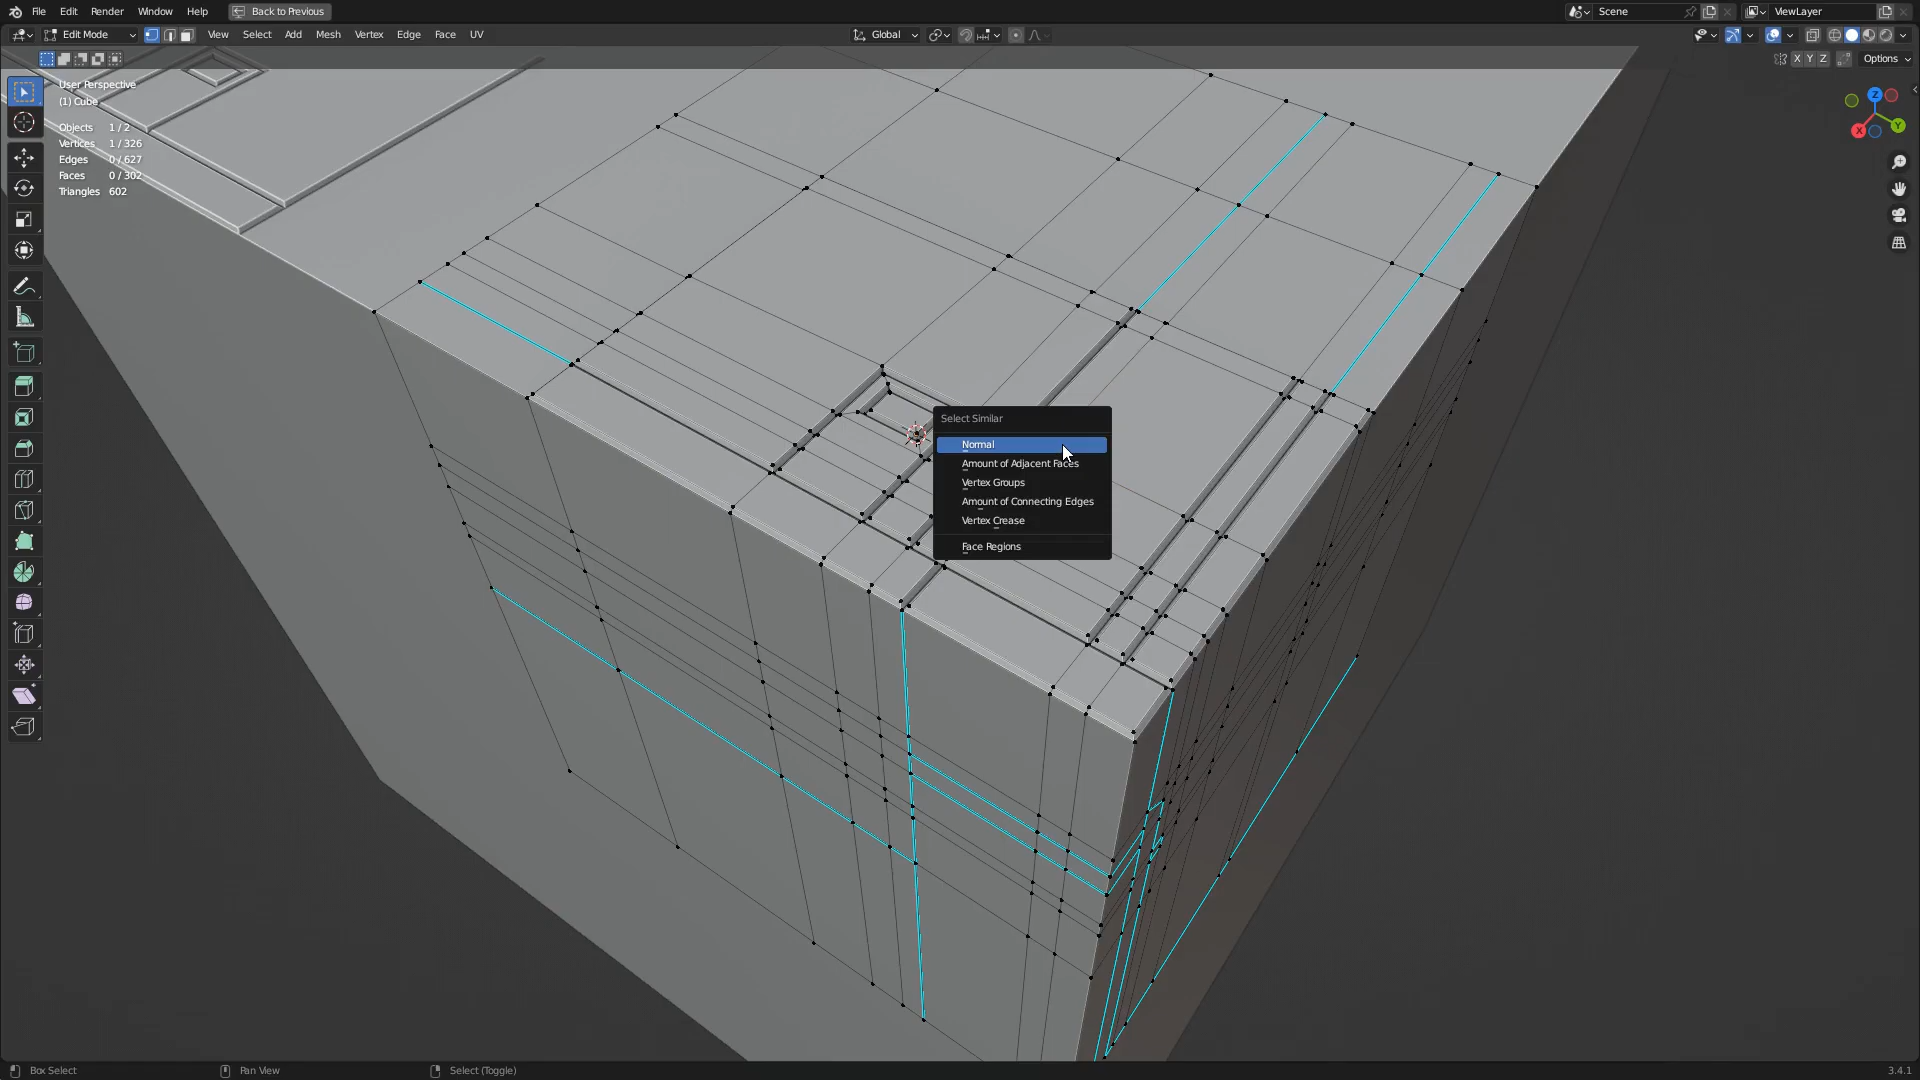 File Edit Render Window Help Back to Previous Scene ViewLayer
Edit Mode View Select Add Mesh Vertex Edge Face UV Global
X Y Z Options
User Perspective
(1) Cube
Objects 1 / 2
Vertices 1 / 326
Edges 0 / 627
Faces 0 / 302
Triangles 602
Z
Y
X
Select Similar
Normal
Amount of Adjacent Faces
Vertex Groups
Amount of Connecting Edges
Vertex Crease
Face Regions
Box Select Pan View Select (Toggle) 3.4.1